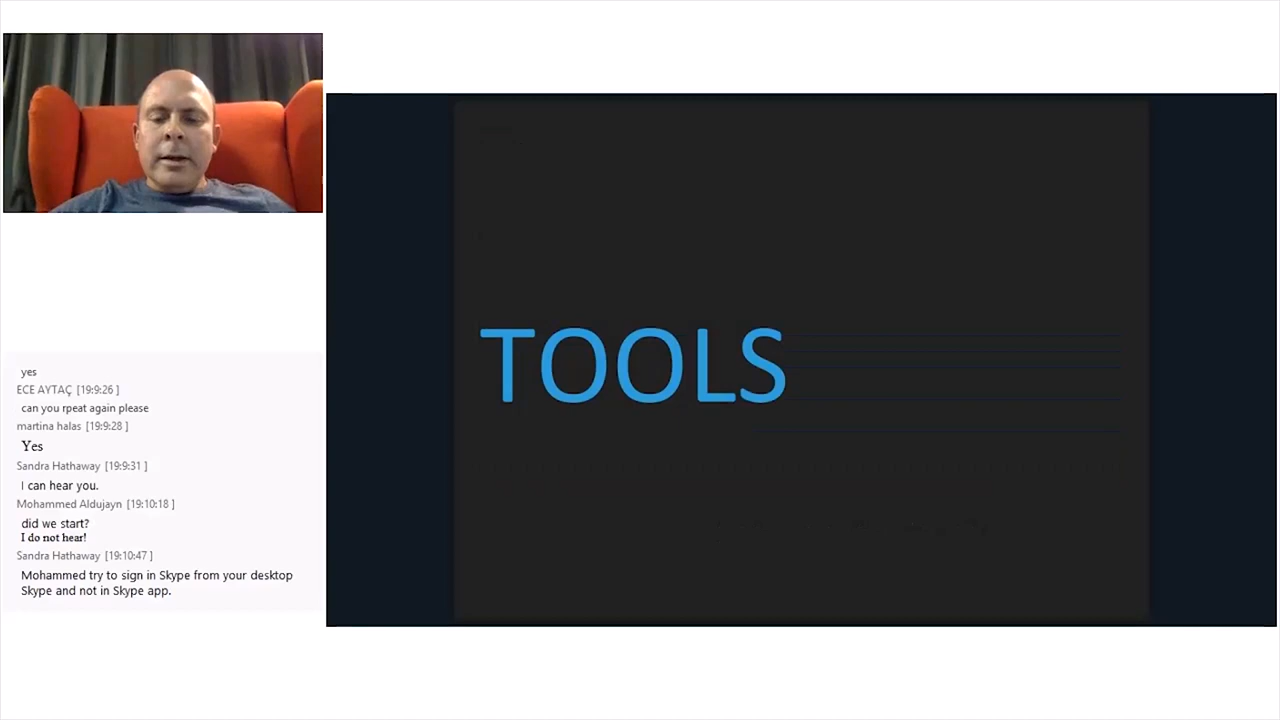 yes
ECE AYTAÇ [19:9:26 ]
can you rpeat again please
martina halas [19:9:28 ]
Yes
Sandra Hathaway [19:9:31 ]
I can hear you.
Mohammed Aldujayn [19:10:18 ]
did we start?
I do not hear!
Sandra Hathaway [19:10:47 ]
Mohammed try to sign in Skype from your desktop
Skype and not in Skype app.
TOOLS